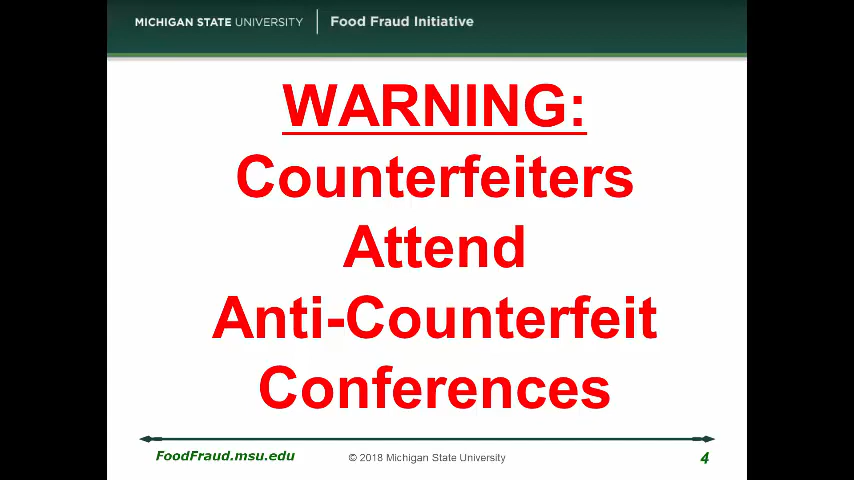 MICHIGAN STATE UNIVERSITY | Food Fraud Initiative
WARNING:
Counterfeiters
Attend
Anti-Counterfeit
Conferences
FoodFraud.msu.edu © 2018 Michigan State University 4